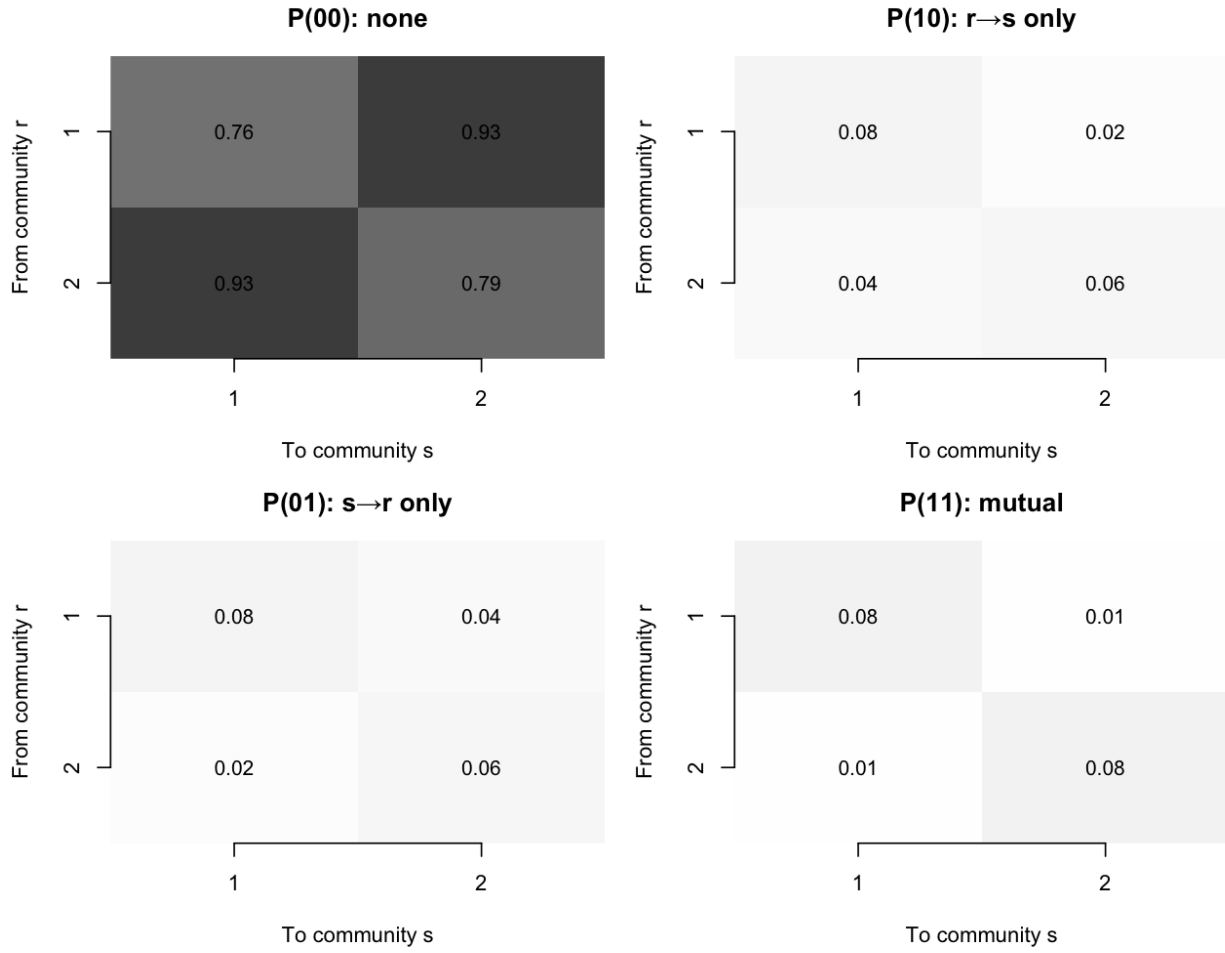 P(00): none
From community r
1
2
0.76
0.93
0.93
0.79
1
2
To community s
P(10): r→s only
From community r
1
2
0.08
0.02
0.04
0.06
1
2
To community s
P(01): s→r only
From community r
1
2
0.08
0.04
0.02
0.06
1
2
To community s
P(11): mutual
From community r
1
2
0.08
0.01
0.01
0.08
1
2
To community s